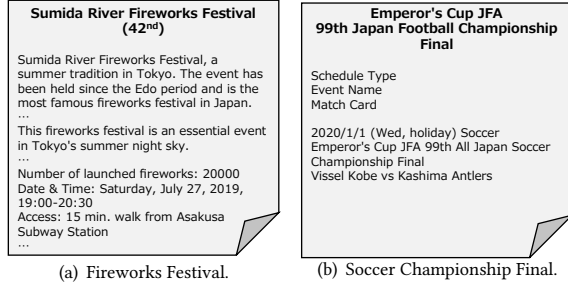 Sumida River Fireworks Festival
(42nd)
Sumida River Fireworks Festival, a
summer tradition in Tokyo. The event has
been held since the Edo period and is the
most famous fireworks festival in Japan.
…
This fireworks festival is an essential event
in Tokyo's summer night sky.
…
Number of launched fireworks: 20000
Date & Time: Saturday, July 27, 2019,
19:00-20:30
Access: 15 min. walk from Asakusa
Subway Station
…
(a) Fireworks Festival.
Emperor's Cup JFA
99th Japan Football Championship
Final
Schedule Type
Event Name
Match Card
2020/1/1 (Wed, holiday) Soccer
Emperor's Cup JFA 99th All Japan Soccer
Championship Final
Vissel Kobe vs Kashima Antlers
(b) Soccer Championship Final.